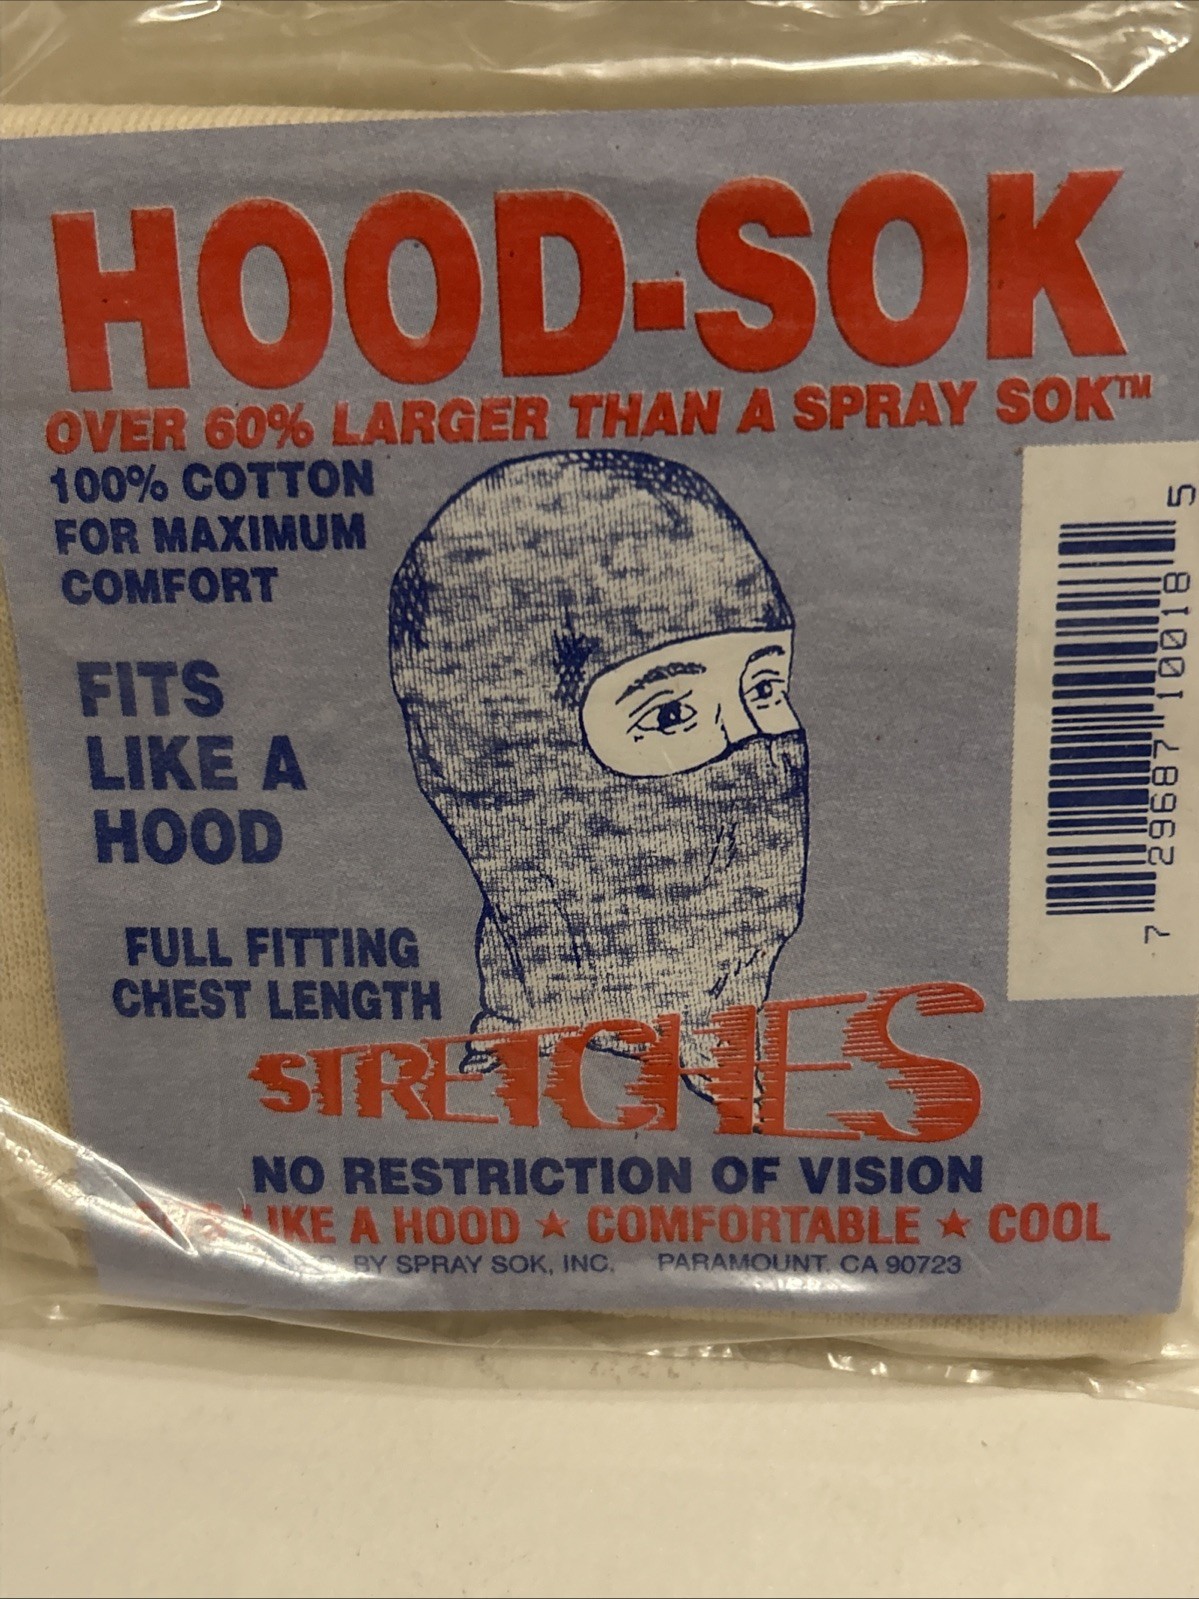 HOOD-SOK
OVER 60% LARGER THAN A SPRAY SOK™
100% COTTON
FOR MAXIMUM
COMFORT
FITS
LIKE A
HOOD
FULL FITTING
CHEST LENGTH
STRETCHES
NO RESTRICTION OF VISION
LIKE A HOOD ★ COMFORTABLE ★ COOL
BY SPRAY SOK, INC. PARAMOUNT, CA 90723
7 29687 10018 5